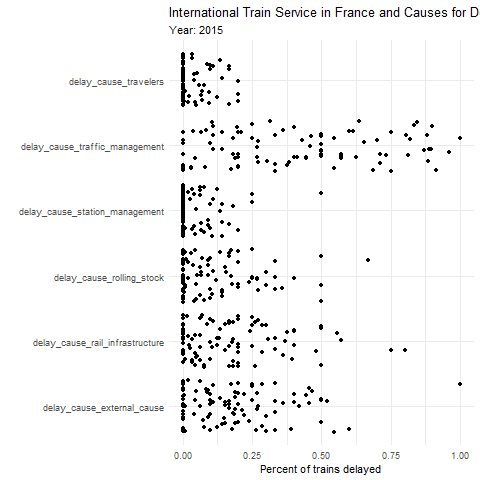 International Train Service in France and Causes for D
Year: 2015
delay_cause_travelers
delay_cause_traffic_management
delay_cause_station_management
delay_cause_rolling_stock
delay_cause_rail_infrastructure
delay_cause_external_cause
0.00 0.25 0.50 0.75 1.00
Percent of trains delayed